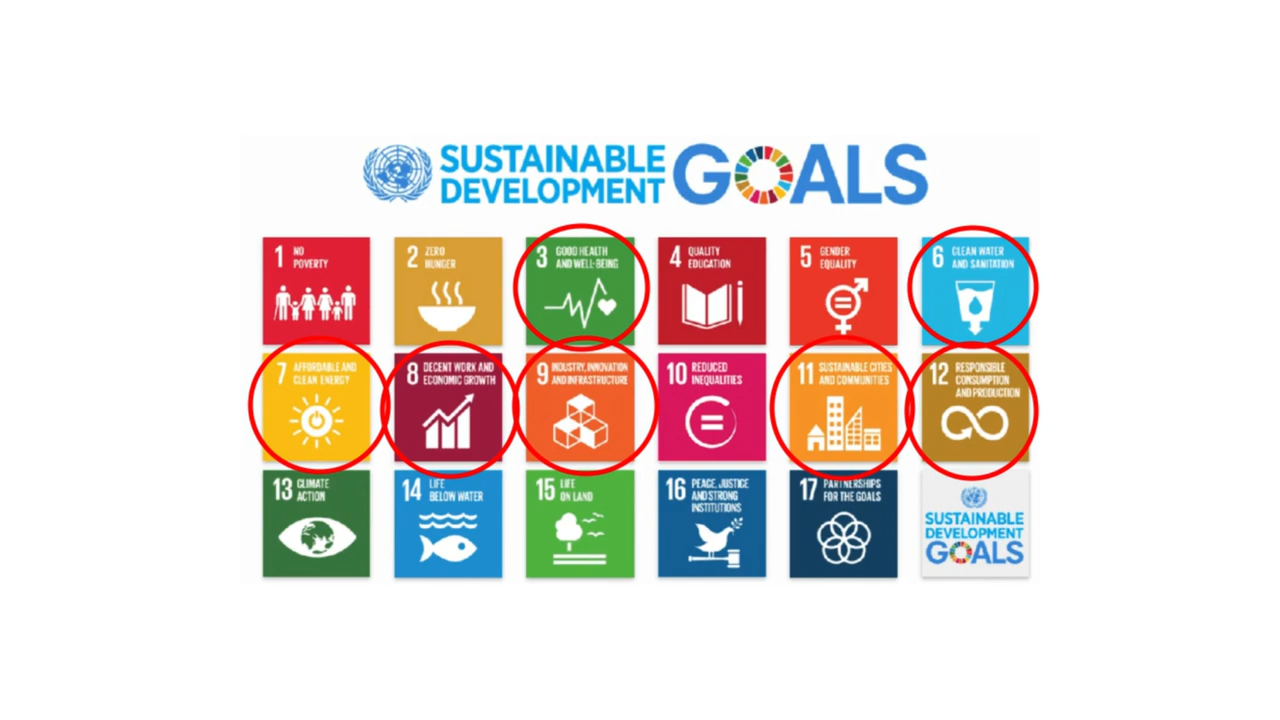 SUSTAINABLE
DEVELOPMENT
GOALS
1 NO
POVERTY
2 ZERO
HUNGER
3 GOOD HEALTH
AND WELL-BEING
4 QUALITY
EDUCATION
5 GENDER
EQUALITY
6 CLEAN WATER
AND SANITATION
7 AFFORDABLE AND
CLEAN ENERGY
8 DECENT WORK AND
ECONOMIC GROWTH
9 INDUSTRY, INNOVATION
AND INFRASTRUCTURE
10 REDUCED
INEQUALITIES
11 SUSTAINABLE CITIES
AND COMMUNITIES
12 RESPONSIBLE
CONSUMPTION
AND PRODUCTION
13 CLIMATE
ACTION
14 LIFE
BELOW WATER
15 LIFE
ON LAND
16 PEACE, JUSTICE
AND STRONG
INSTITUTIONS
17 PARTNERSHIPS
FOR THE GOALS
SUSTAINABLE
DEVELOPMENT
GOALS